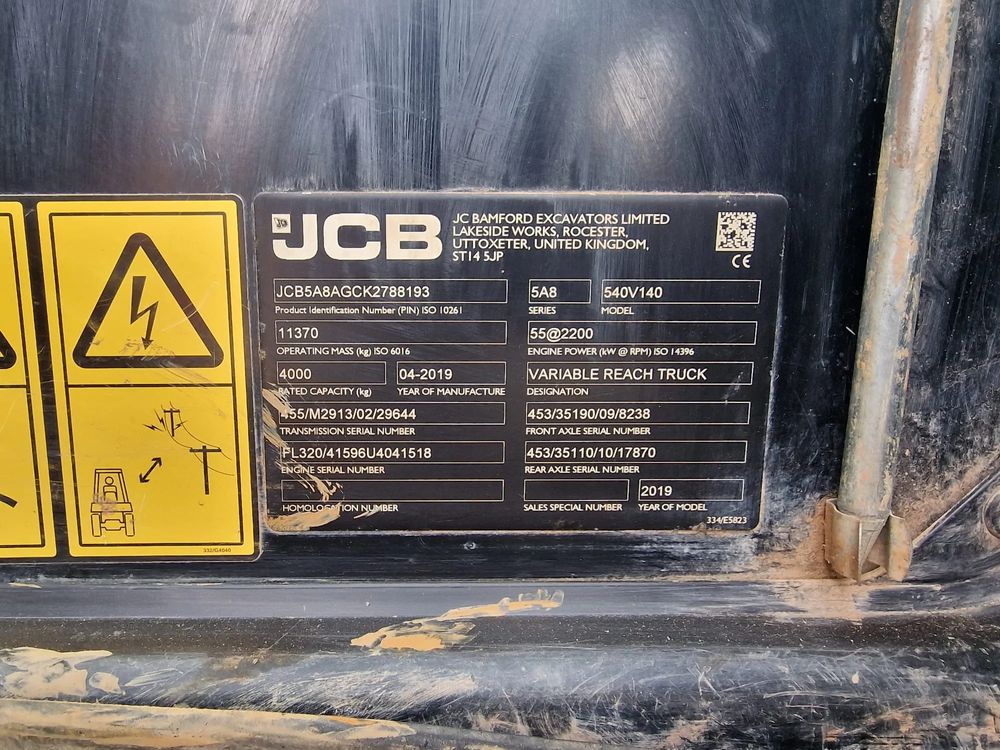 JCB
JC BAMFORD EXCAVATORS LIMITED
LAKESIDE WORKS, ROCESTER,
UTTOXETER, UNITED KINGDOM,
ST14 5JP
CE
JCB5A8AGCK2788193
Product Identification Number (PIN) ISO 10261
5A8
SERIES
540V140
MODEL
11370
OPERATING MASS (kg) ISO 6016
55@2200
ENGINE POWER (kW @ RPM) ISO 14396
4000
RATED CAPACITY (kg)
04-2019
YEAR OF MANUFACTURE
VARIABLE REACH TRUCK
DESIGNATION
455/M2913/02/29644
TRANSMISSION SERIAL NUMBER
453/35190/09/8238
FRONT AXLE SERIAL NUMBER
FL320/41596U4041518
ENGINE SERIAL NUMBER
453/35110/10/17870
REAR AXLE SERIAL NUMBER
HOMOLOGATION NUMBER
SALES SPECIAL NUMBER
2019
YEAR OF MODEL
334/E5823
332/G4640